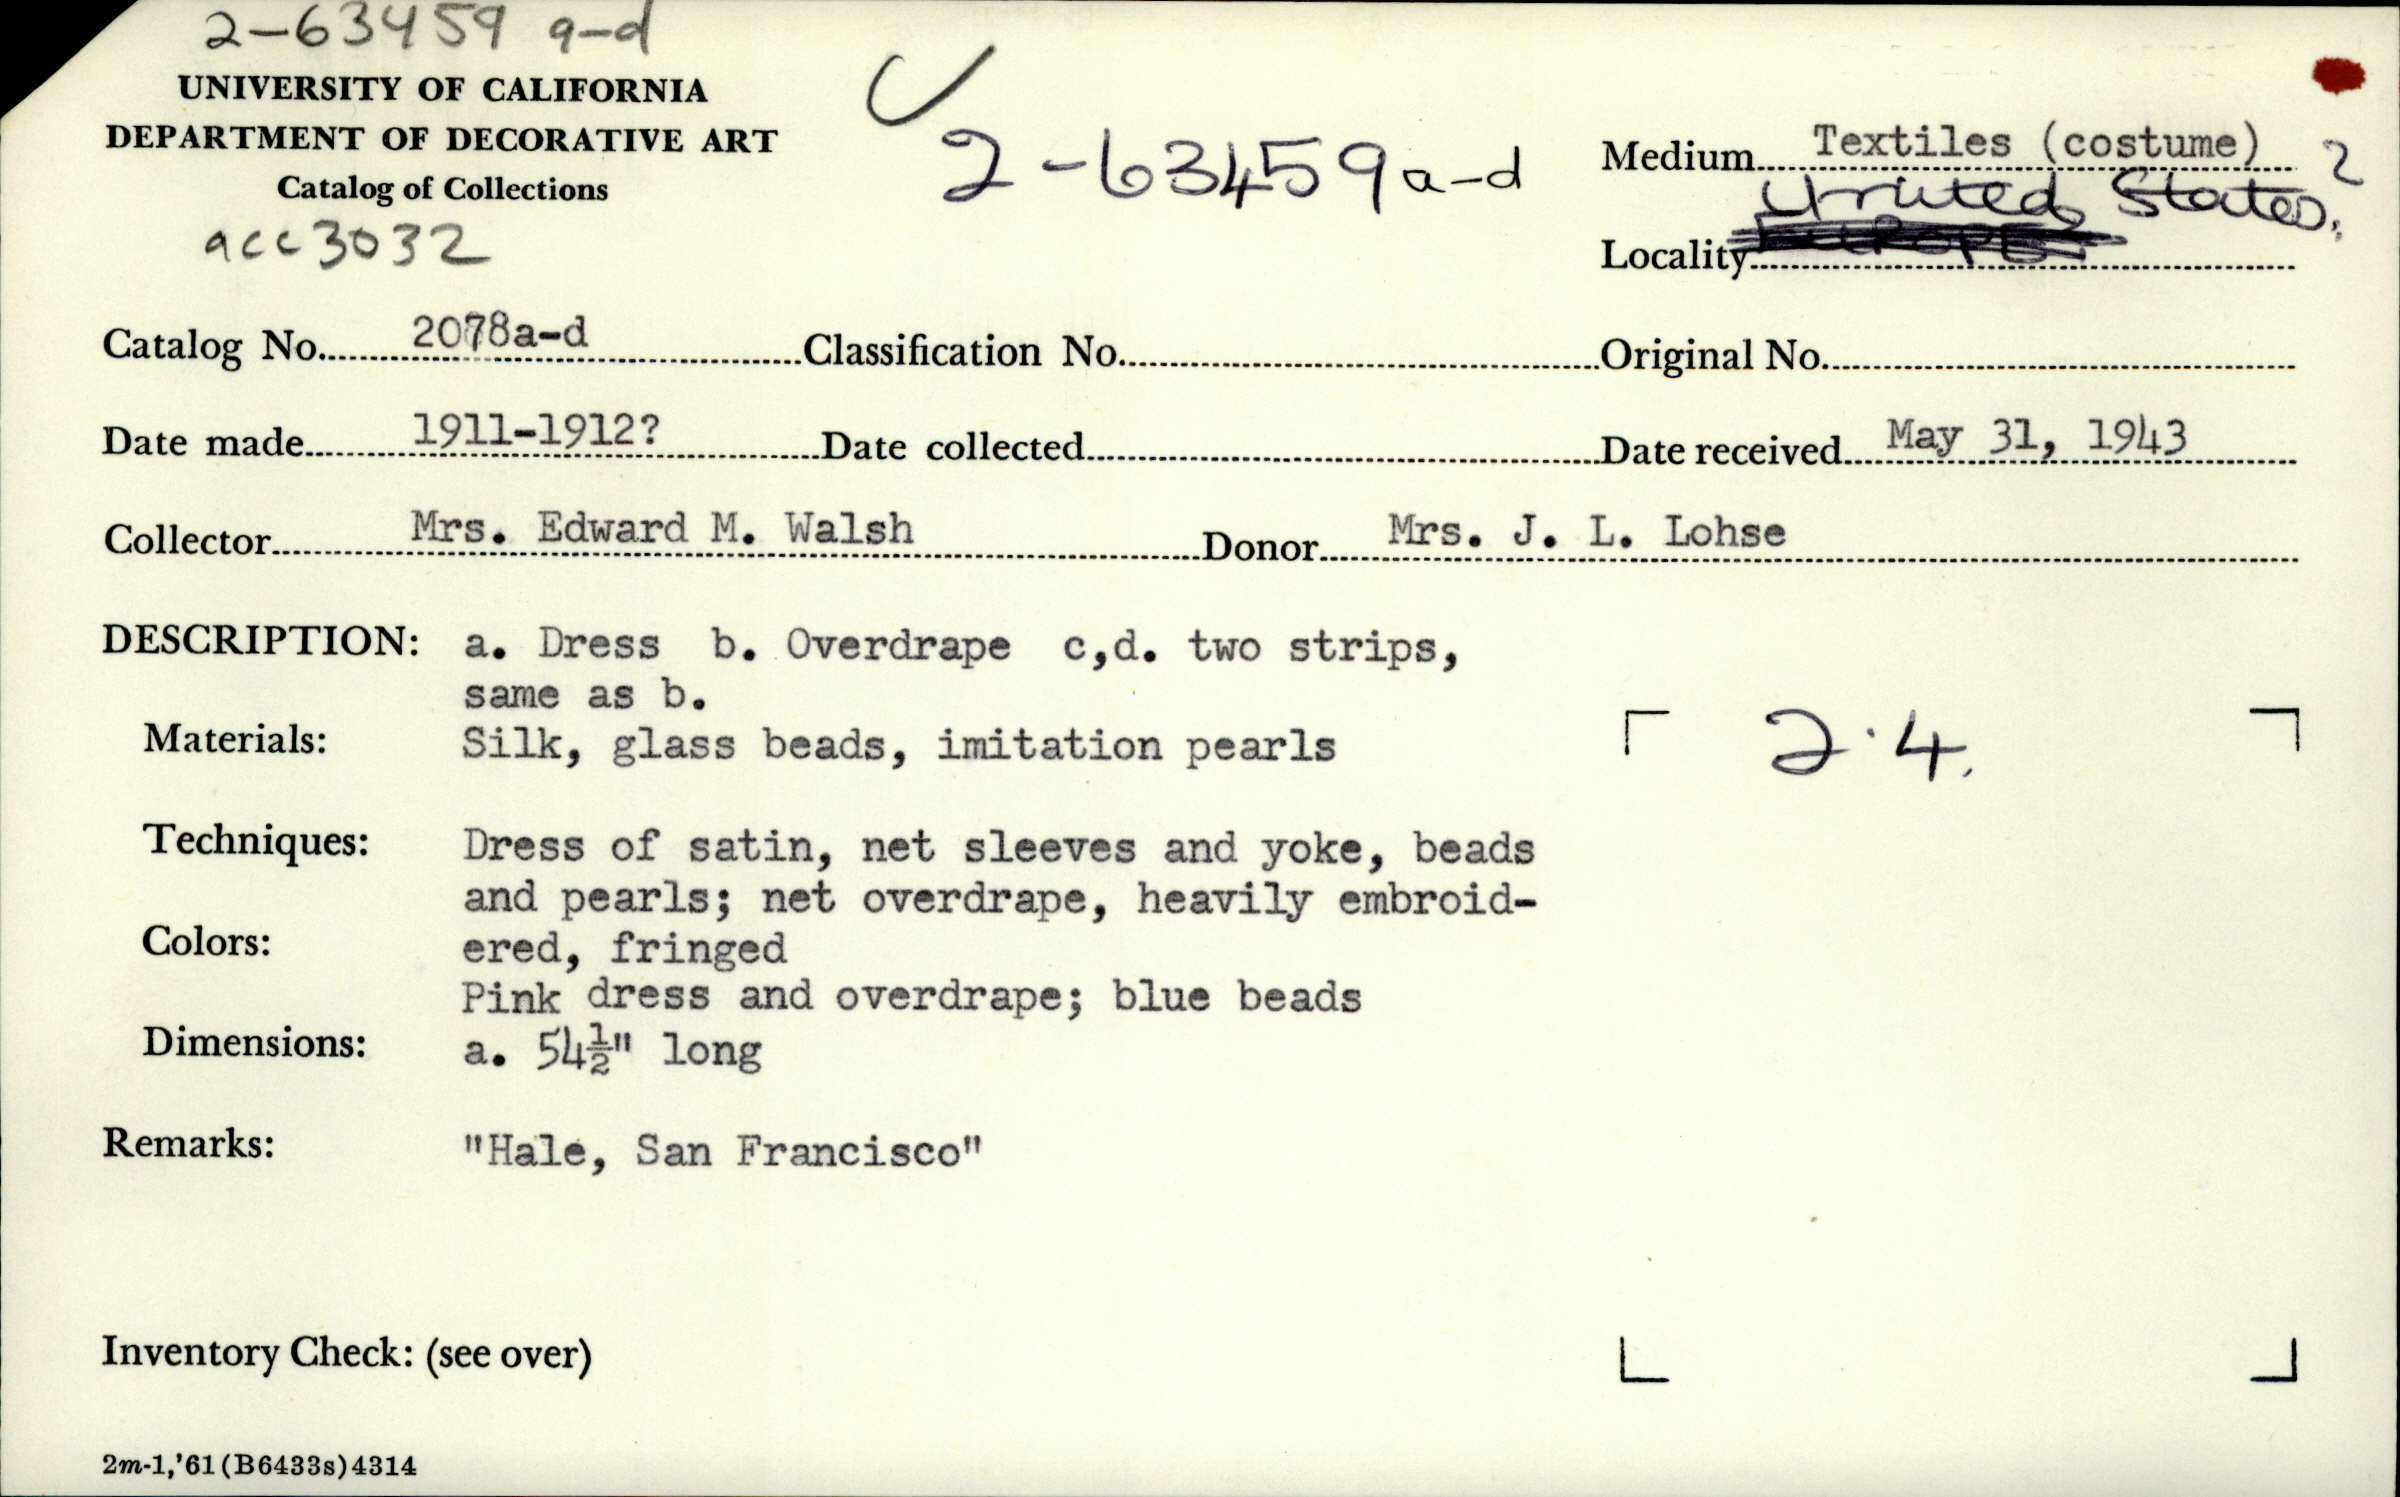 2-63459 a-d
UNIVERSITY OF CALIFORNIA
DEPARTMENT OF DECORATIVE ART
Catalog of Collections
acc 3032
2-63459 a-d
Medium Textiles (costume) ?
United States.
Locality EUROPE
Catalog No. 2078a-d Classification No. Original No.
Date made 1911-1912? Date collected Date received May 31, 1943
Collector Mrs. Edward M. Walsh Donor Mrs. J. L. Lohse
DESCRIPTION: a. Dress b. Overdrape c,d. two strips,
same as b.
Materials: Silk, glass beads, imitation pearls
2.4.
Techniques: Dress of satin, net sleeves and yoke, beads
and pearls; net overdrape, heavily embroid-
Colors: ered, fringed
Pink dress and overdrape; blue beads
Dimensions: a. 54½" long
Remarks: "Hale, San Francisco"
Inventory Check: (see over)
2m-1,'61(B6433s)4314